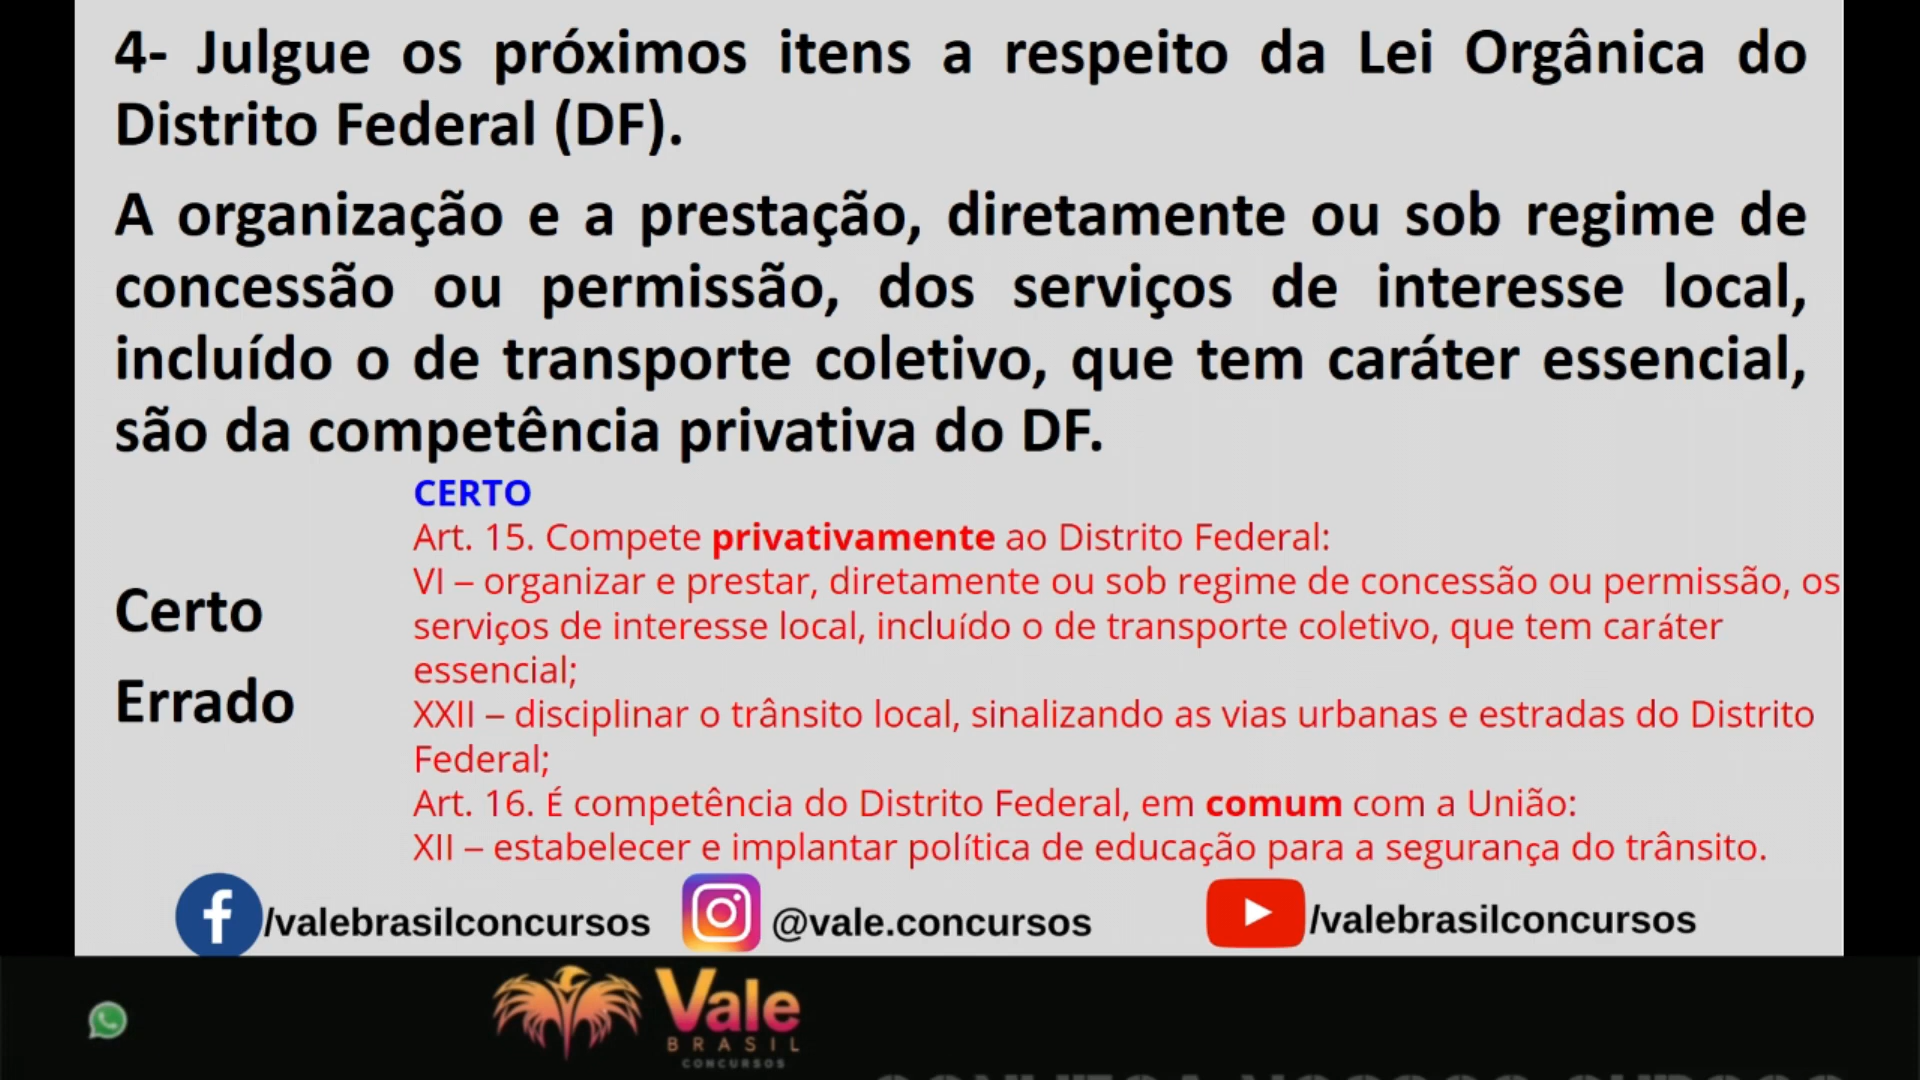 4- Julgue os próximos itens a respeito da Lei Orgânica do
Distrito Federal (DF).
A organização e a prestação, diretamente ou sob regime de
concessão ou permissão, dos serviços de interesse local,
incluído o de transporte coletivo, que tem caráter essencial,
são da competência privativa do DF.
CERTO
Art. 15. Compete privativamente ao Distrito Federal:
VI – organizar e prestar, diretamente ou sob regime de concessão ou permissão, os
serviços de interesse local, incluído o de transporte coletivo, que tem caráter
essencial;
XXII – disciplinar o trânsito local, sinalizando as vias urbanas e estradas do Distrito
Federal;
Art. 16. É competência do Distrito Federal, em comum com a União:
XII – estabelecer e implantar política de educação para a segurança do trânsito.
Certo
Errado
/valebrasilconcursos
@vale.concursos
/valebrasilconcursos
Vale
BRASIL
CONCURSOS